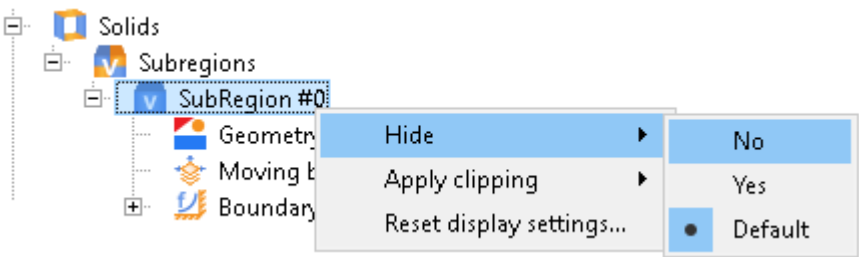 Solids
Subregions
SubRegion #0
Geometry
Hide
No
Moving b
Apply clipping
Yes
Boundary
Reset display settings...
Default